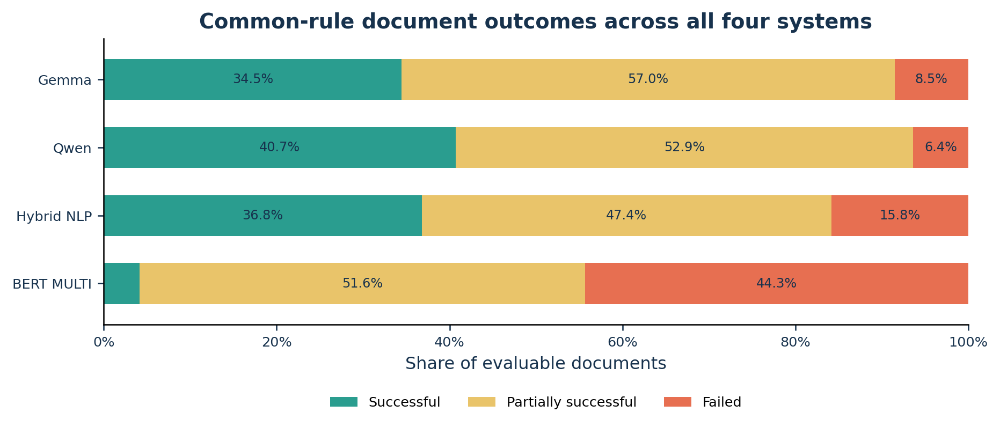 Common-rule document outcomes across all four systems
Gemma 34.5% 57.0% 8.5%
Qwen 40.7% 52.9% 6.4%
Hybrid NLP 36.8% 47.4% 15.8%
BERT MULTI 51.6% 44.3%
0% 20% 40% 60% 80% 100%
Share of evaluable documents
Successful Partially successful Failed